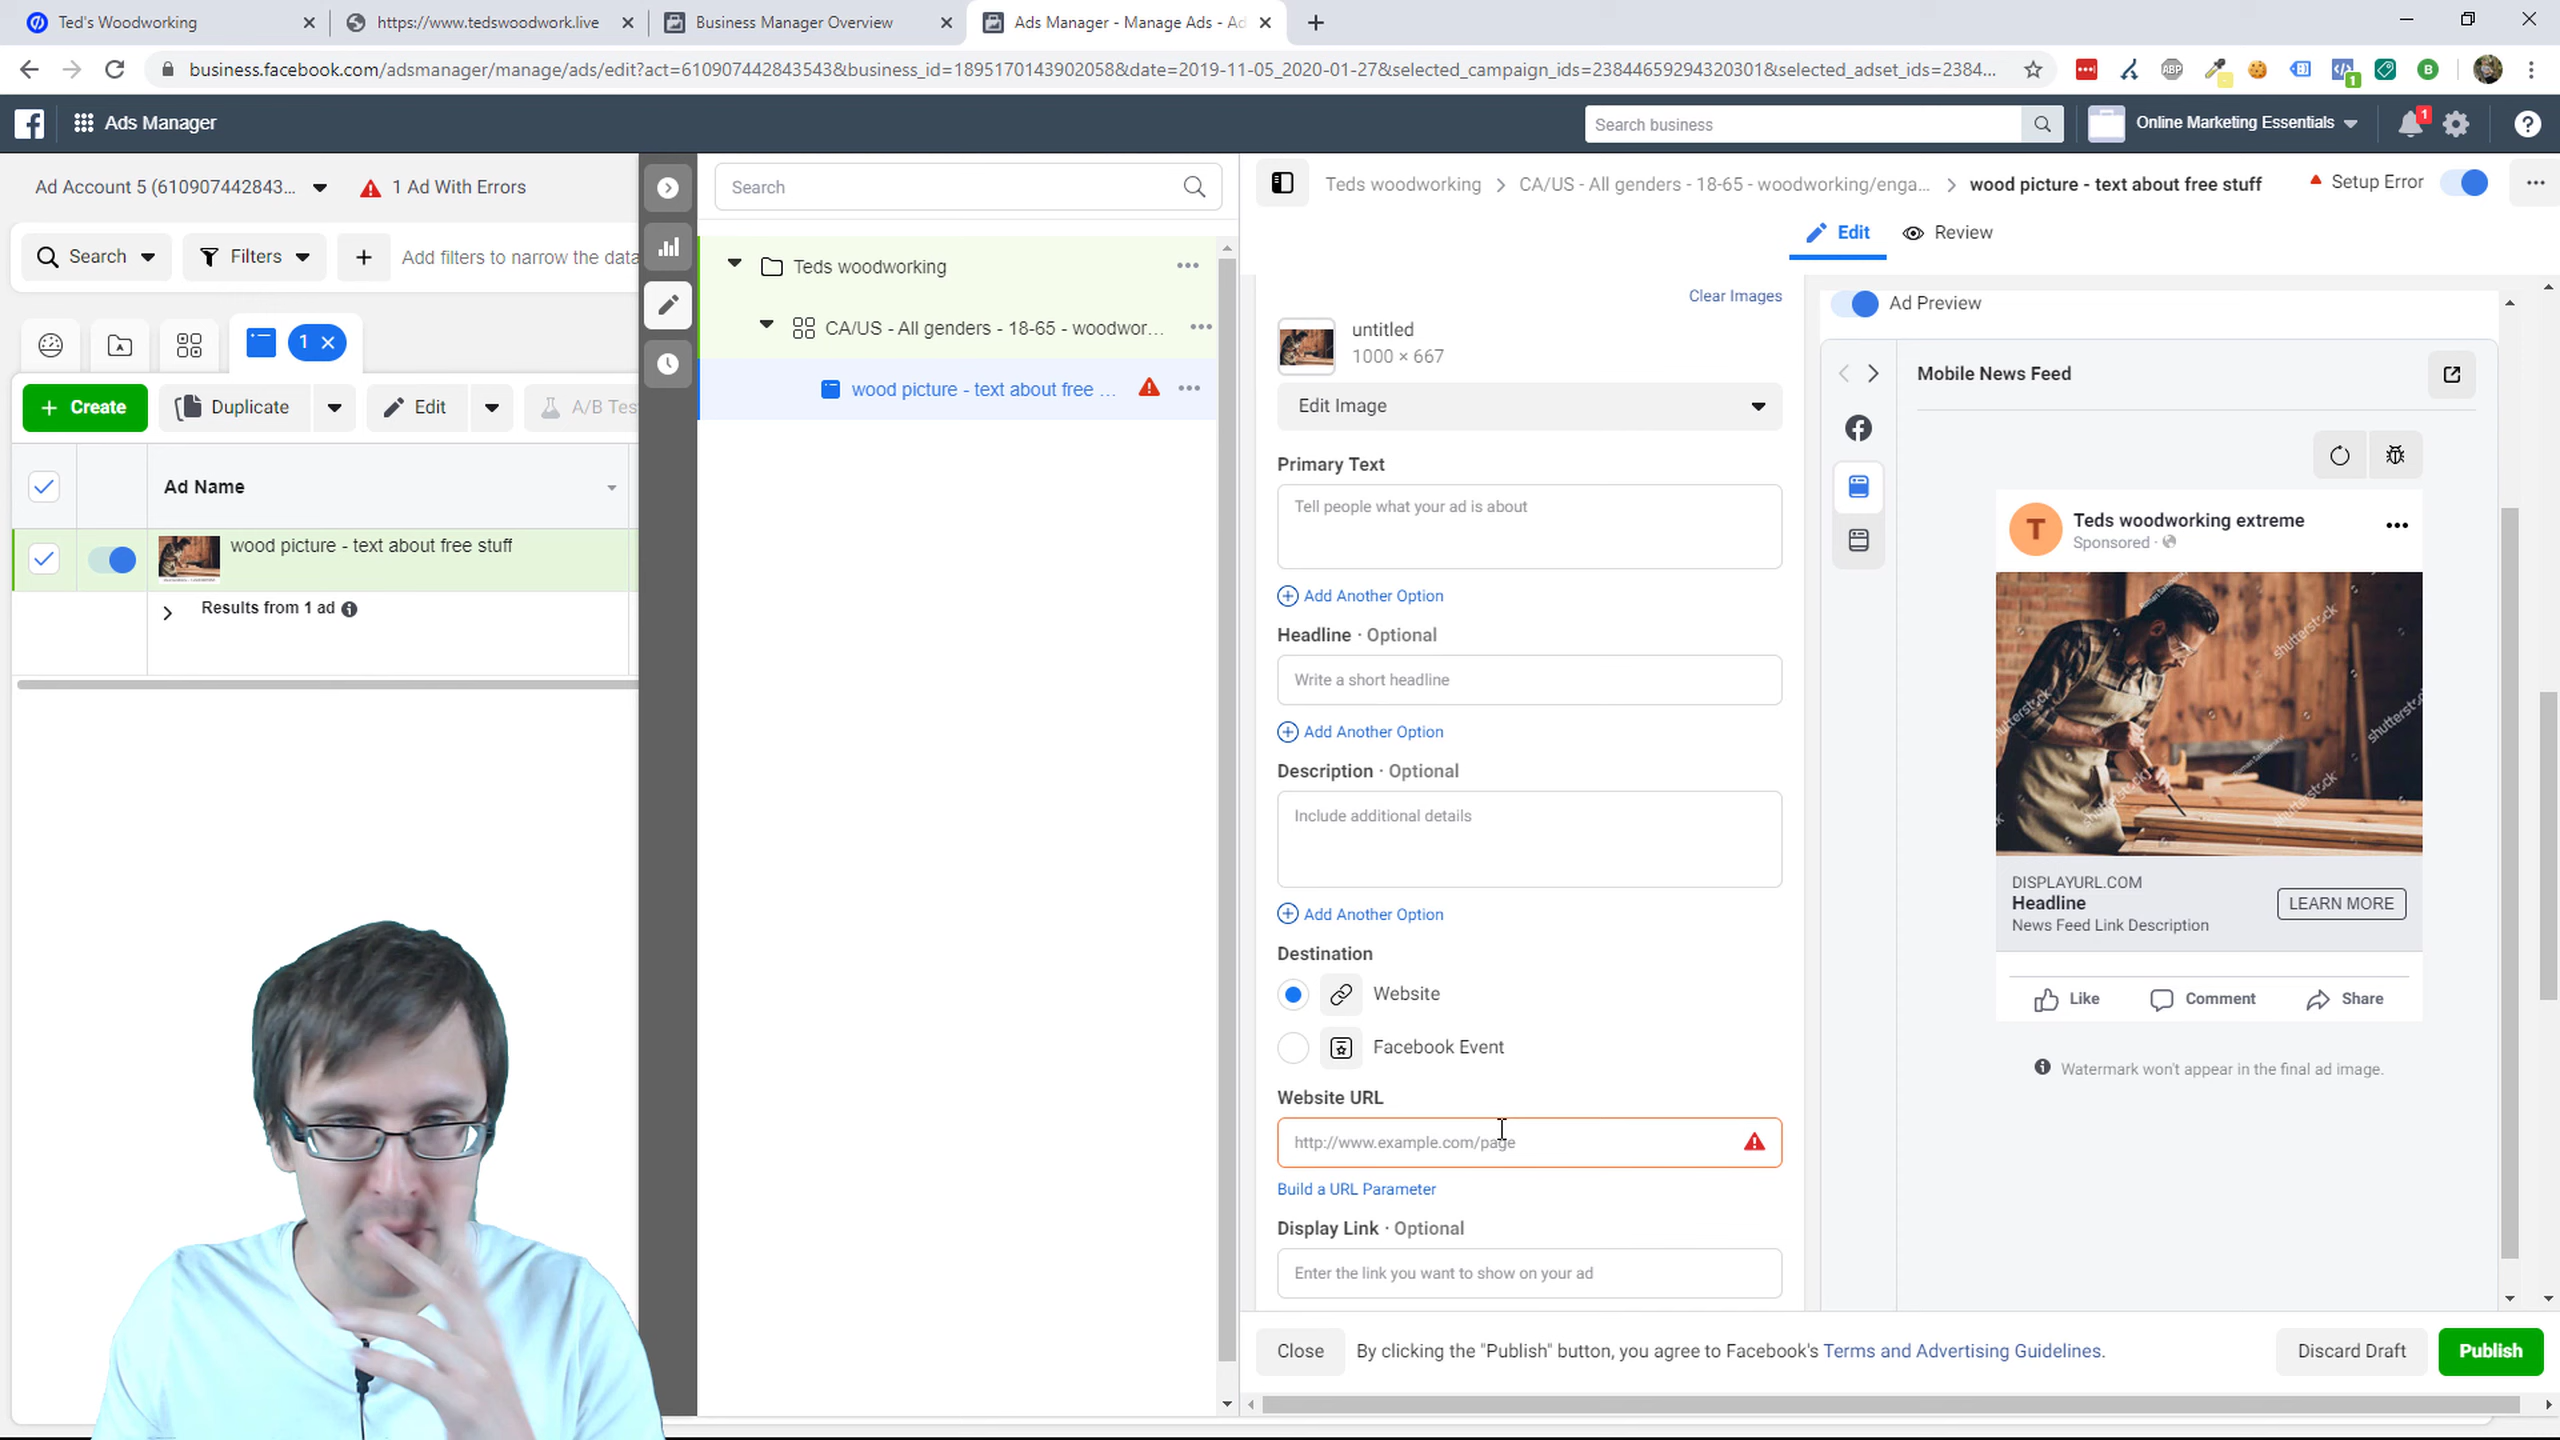 Ted's Woodworking
https://www.tedswoodwork.live
Business Manager Overview
Ads Manager - Manage Ads - Ad
business.facebook.com/adsmanager/manage/ads/edit?act=610907442843543&business_id=1895170143902058&date=2019-11-05_2020-01-27&selected_campaign_ids=23844659294320301&selected_adset_ids=2384...
ABP
1
B
Ads Manager
Search business
Online Marketing Essentials
1
Ad Account 5 (610907442843...
1 Ad With Errors
Search
Teds woodworking
CA/US - All genders - 18-65 - woodworking/enga...
wood picture - text about free stuff
Setup Error
Edit
Review
Search
Filters
Add filters to narrow the data
Teds woodworking
CA/US - All genders - 18-65 - woodwor...
wood picture - text about free ...
1
Create
Duplicate
Edit
A/B Tes
Ad Name
wood picture - text about free stuff
Results from 1 ad
Clear Images
untitled
1000 × 667
Edit Image
Primary Text
Tell people what your ad is about
Add Another Option
Headline · Optional
Write a short headline
Add Another Option
Description · Optional
Include additional details
Add Another Option
Destination
Website
Facebook Event
Website URL
http://www.example.com/page
Build a URL Parameter
Display Link · Optional
Enter the link you want to show on your ad
Ad Preview
Mobile News Feed
T
Teds woodworking extreme
Sponsored ·
shutterstock
shutterstock
shutterstock
shutterstock
DISPLAYURL.COM
Headline
News Feed Link Description
LEARN MORE
Like
Comment
Share
Watermark won't appear in the final ad image.
Close
By clicking the "Publish" button, you agree to Facebook's Terms and Advertising Guidelines.
Discard Draft
Publish